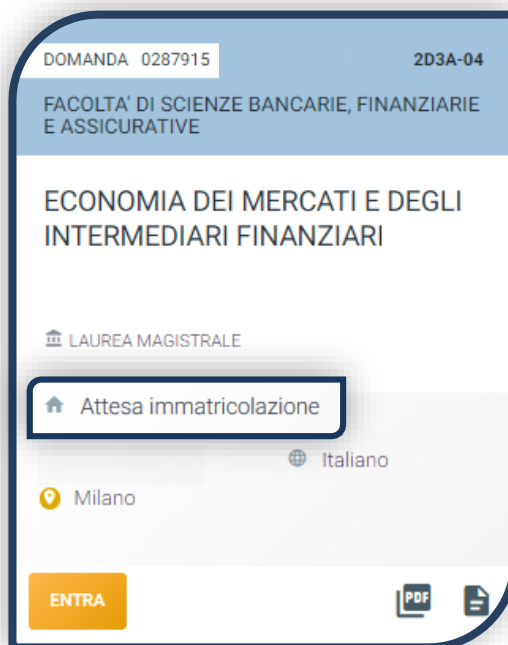 DOMANDA 0287915 2D3A-04
FACOLTA' DI SCIENZE BANCARIE, FINANZIARIE
E ASSICURATIVE
ECONOMIA DEI MERCATI E DEGLI
INTERMEDIARI FINANZIARI
LAUREA MAGISTRALE
Attesa immatricolazione
Italiano
Milano
ENTRA PDF